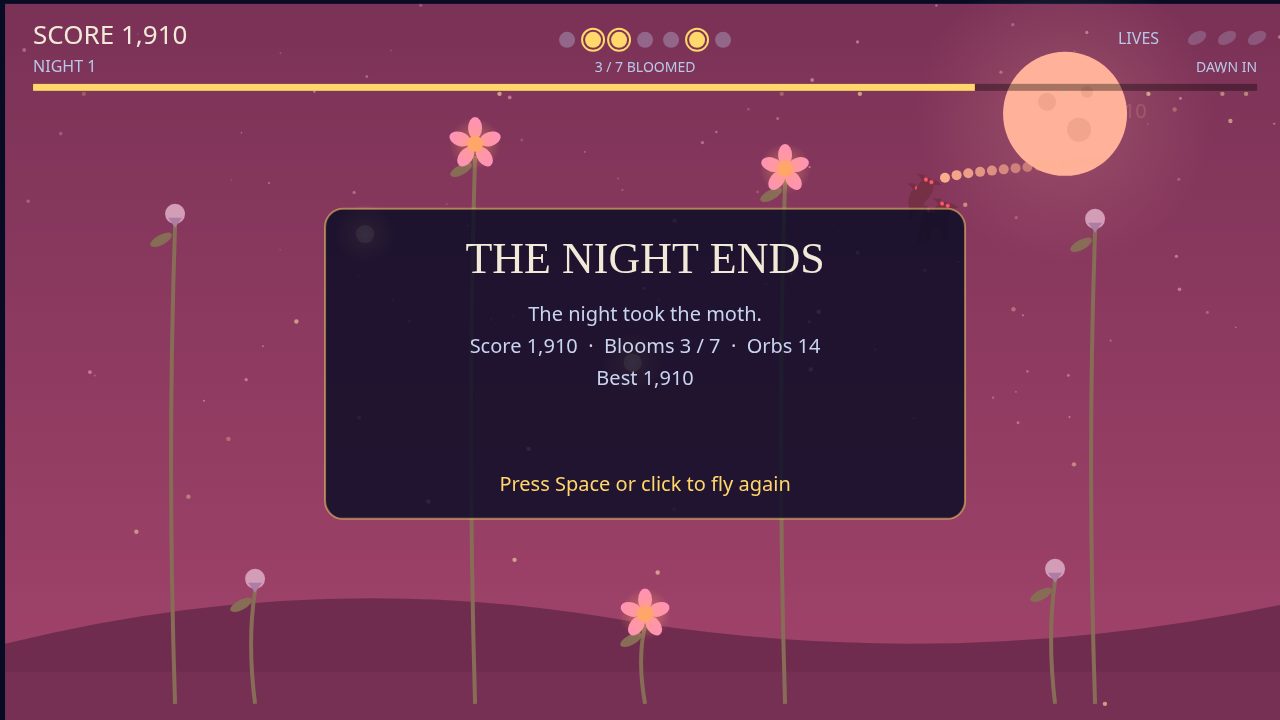 SCORE 1,910
NIGHT 1
3 / 7 BLOOMED
LIVES
DAWN IN
10
THE NIGHT ENDS
The night took the moth.
Score 1,910 · Blooms 3 / 7 · Orbs 14
Best 1,910
Press Space or click to fly again